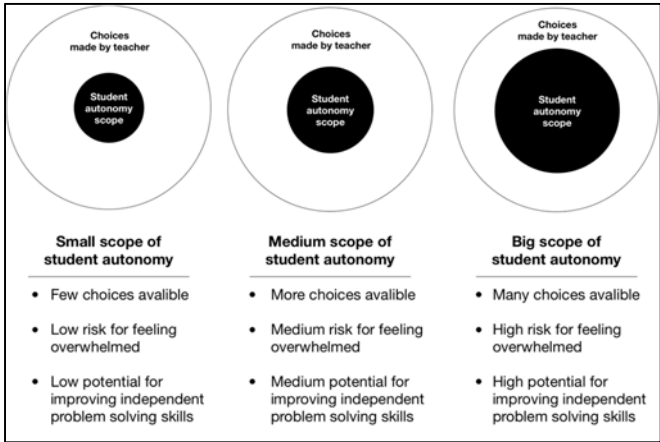 Choices
made by teacher
Student
autonomy
scope
Choices
made by teacher
Student
autonomy
scope
Choices
made by teacher
Student
autonomy
scope
Small scope of
student autonomy
• Few choices avalible
• Low risk for feeling
overwhelmed
• Low potential for
improving independent
problem solving skills
Medium scope of
student autonomy
• More choices avalible
• Medium risk for feeling
overwhelmed
• Medium potential for
improving independent
problem solving skills
Big scope of
student autonomy
• Many choices avalible
• High risk for feeling
overwhelmed
• High potential for
improving independent
problem solving skills